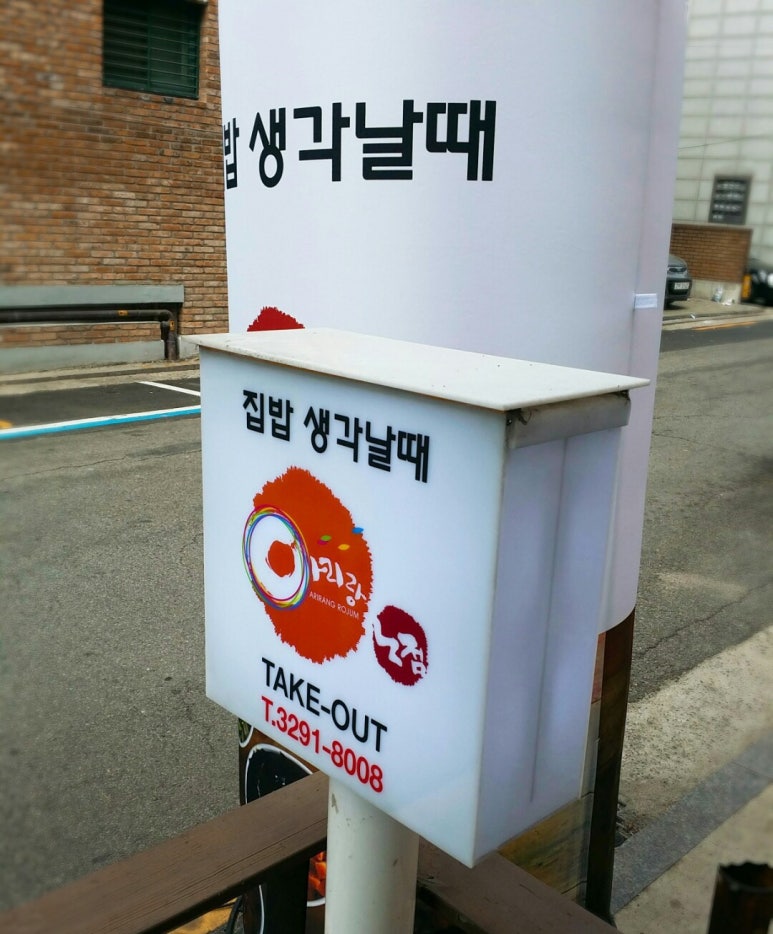 밥 생각날때
집밥 생각날때
아리랑
ARIRANG ROJUM
노점
TAKE-OUT
T.3291-8008